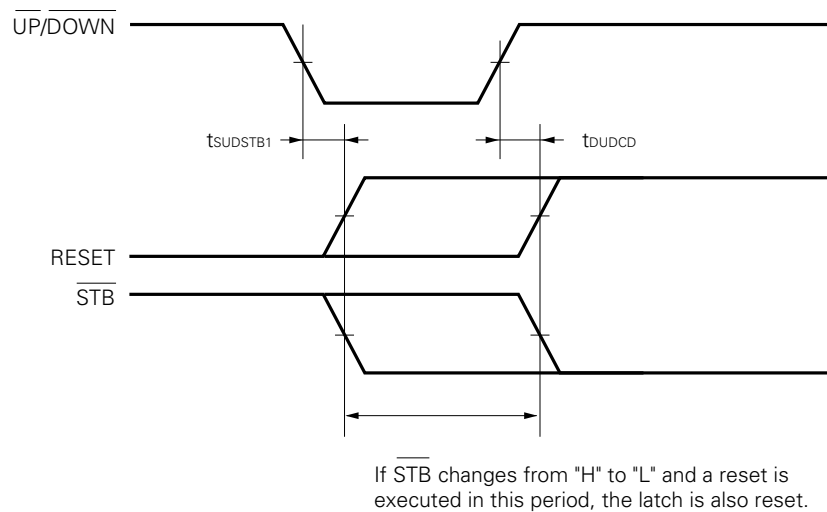 UP/DOWN
tSUDSTB1
tDUDCD
RESET
STB
If STB changes from "H" to "L" and a reset is
executed in this period, the latch is also reset.